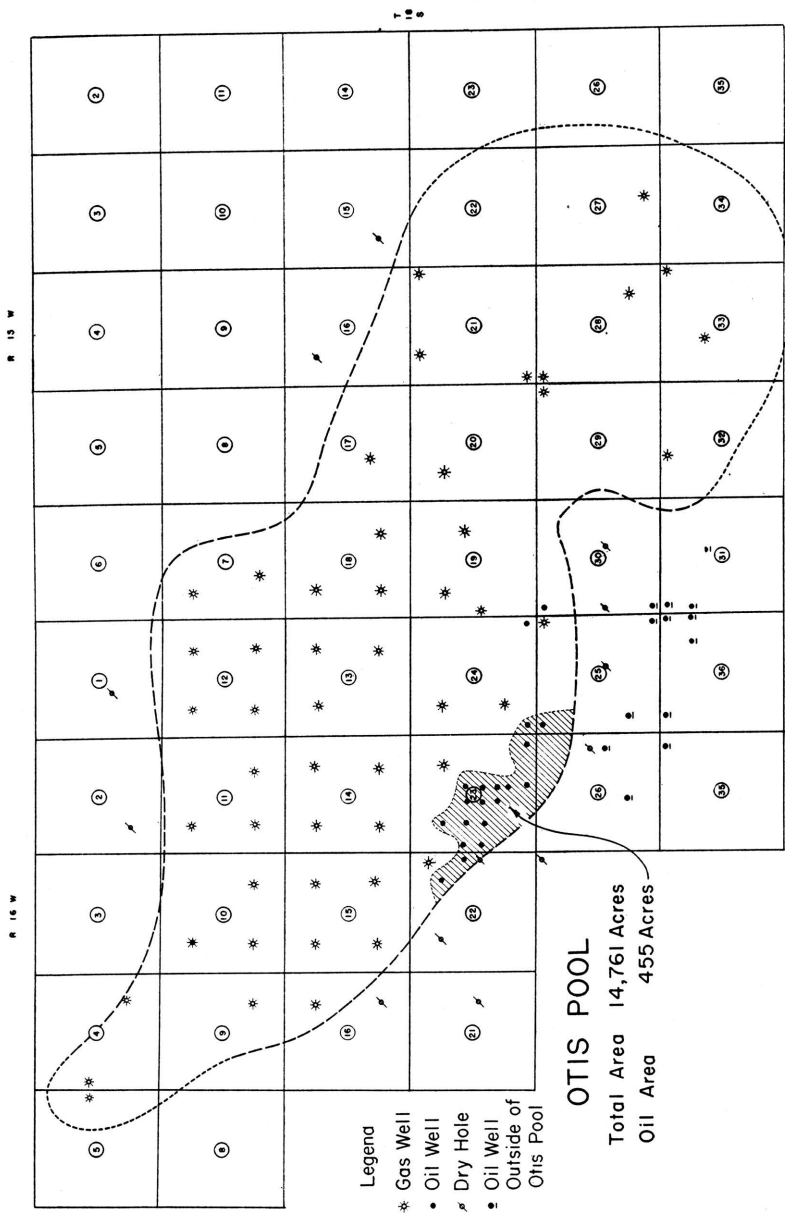 R 16 W
R 15 W
T 18 S
5 4 3 2 1 6 5 4 3 2
8 9 10 11 12 7 8 9 10 11
16 15 14 13 18 17 16 15 14
21 22 23 24 19 20 21 22 23
26 25 30 29 28 27 26
35 36 31 32 33 34 35
Legend
Gas Well
Oil Well
Dry Hole
Oil Well
Outside of
Otis Pool
OTIS POOL
Total Area 14,761 Acres
Oil Area 455 Acres